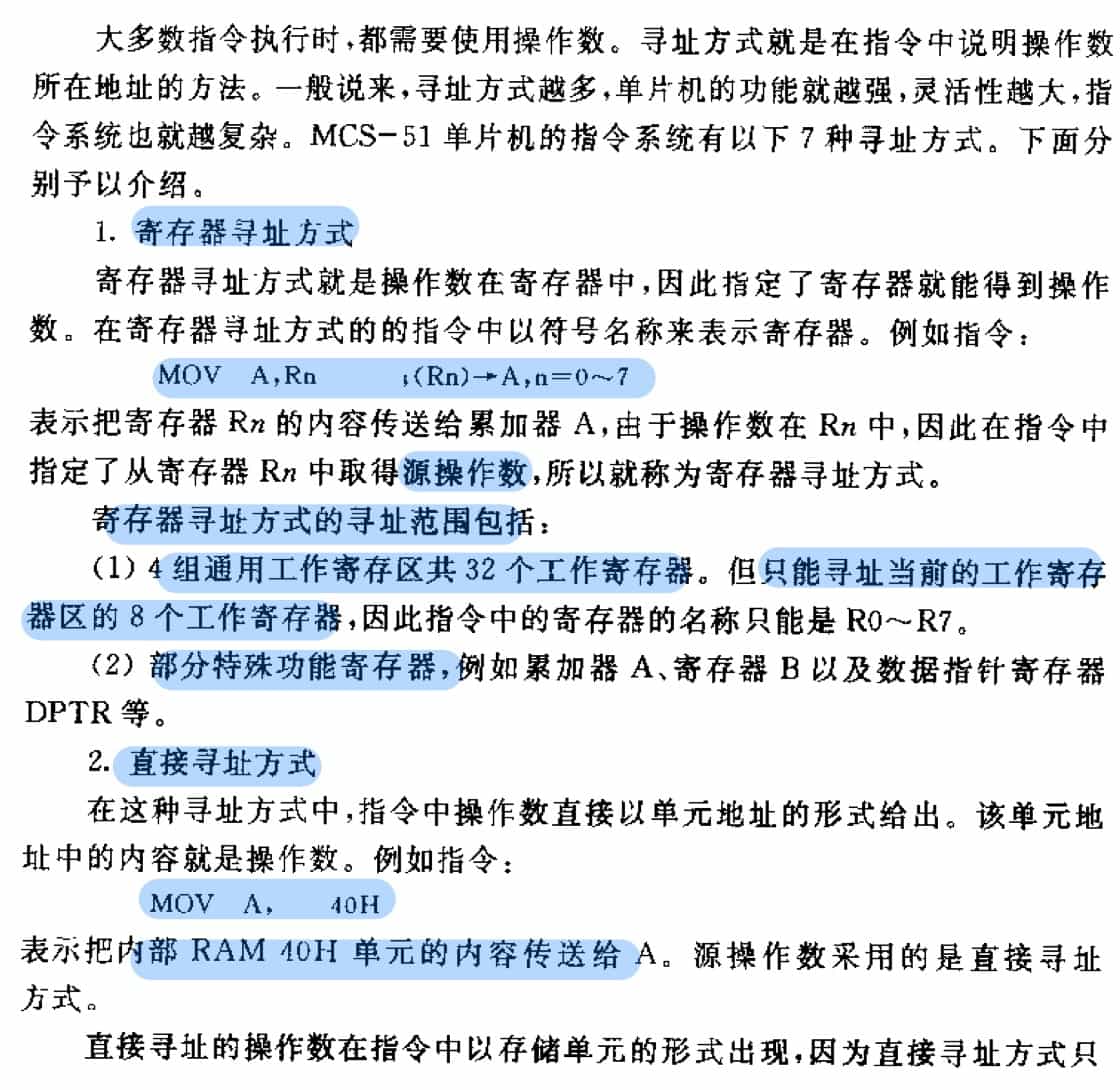 大多数指令执行时,都需要使用操作数。寻址方式就是在指令中说明操作数
所在地址的方法。一般说来,寻址方式越多,单片机的功能就越强,灵活性越大,指
令系统也就越复杂。MCS-51 单片机的指令系统有以下 7 种寻址方式。下面分
别予以介绍。
1. 寄存器寻址方式
寄存器寻址方式就是操作数在寄存器中,因此指定了寄存器就能得到操作
数。在寄存器寻址方式的的指令中以符号名称来表示寄存器。例如指令:
MOV A,Rn ;(Rn)→A,n=0~7
表示把寄存器 Rn 的内容传送给累加器 A,由于操作数在 Rn 中,因此在指令中
指定了从寄存器 Rn 中取得源操作数,所以就称为寄存器寻址方式。
寄存器寻址方式的寻址范围包括:
(1) 4 组通用工作寄存区共 32 个工作寄存器。但只能寻址当前的工作寄存
器区的 8 个工作寄存器,因此指令中的寄存器的名称只能是 R0~R7。
(2) 部分特殊功能寄存器,例如累加器 A、寄存器 B 以及数据指针寄存器
DPTR 等。
2. 直接寻址方式
在这种寻址方式中,指令中操作数直接以单元地址的形式给出。该单元地
址中的内容就是操作数。例如指令:
MOV A, 40H
表示把内部 RAM 40H 单元的内容传送给 A。源操作数采用的是直接寻址
方式。
直接寻址的操作数在指令中以存储单元的形式出现,因为直接寻址方式只